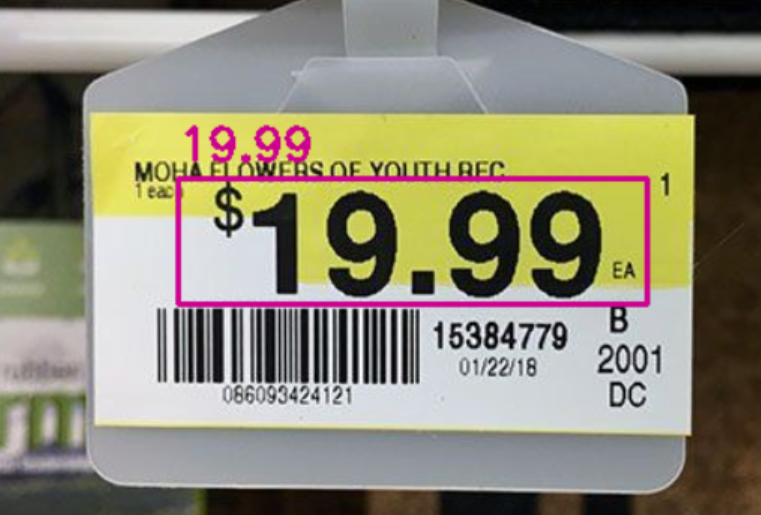 19.99
MOHA FLOWERS OF YOUTH REC
1 each
1
$19.99 EA
15384779
B
01/22/18
2001
086093424121
DC